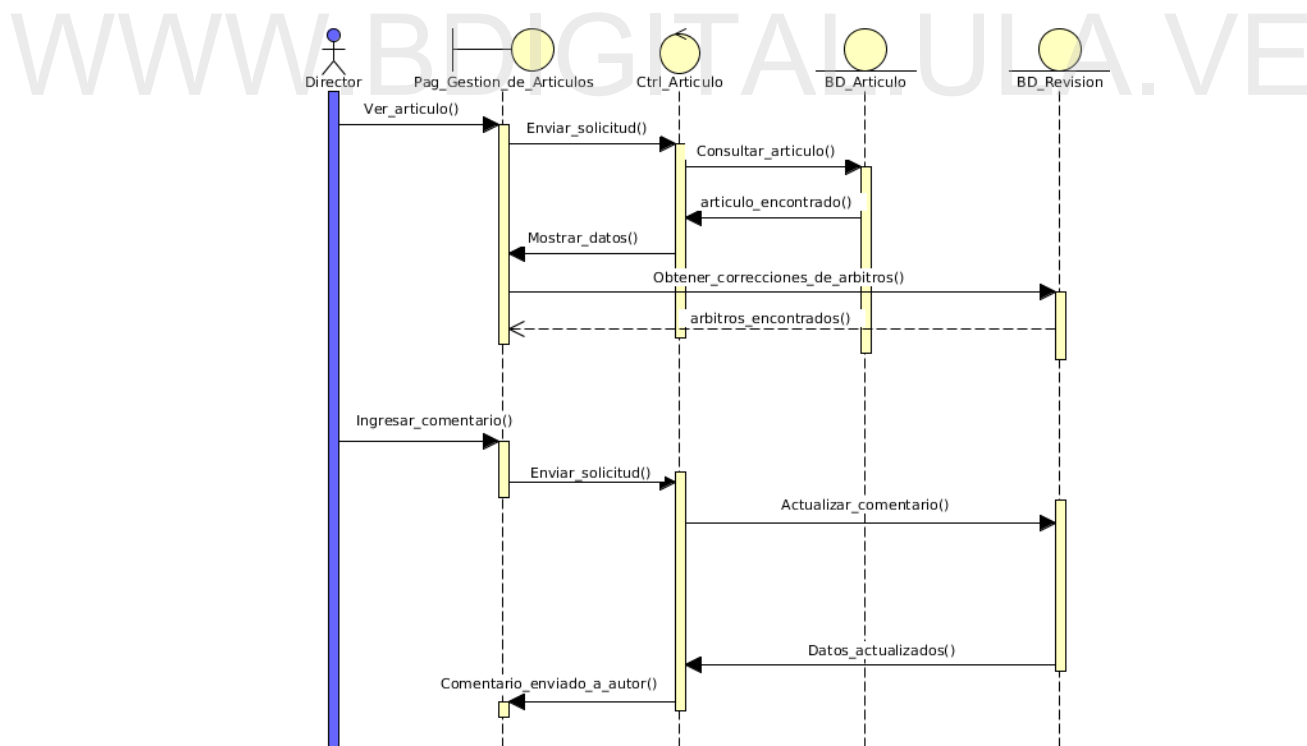 WWW.BDIGITAL.ULA.VE
Director
Pag_Gestion_de_Articulos
Ctrl_Articulo
BD_Articulo
BD_Revision
Ver_articulo()
Enviar_solicitud()
Consultar_articulo()
articulo_encontrado()
Mostrar_datos()
Obtener_correcciones_de_arbitros()
arbitros_encontrados()
Ingresar_comentario()
Enviar_solicitud()
Actualizar_comentario()
Datos_actualizados()
Comentario_enviado_a_autor()